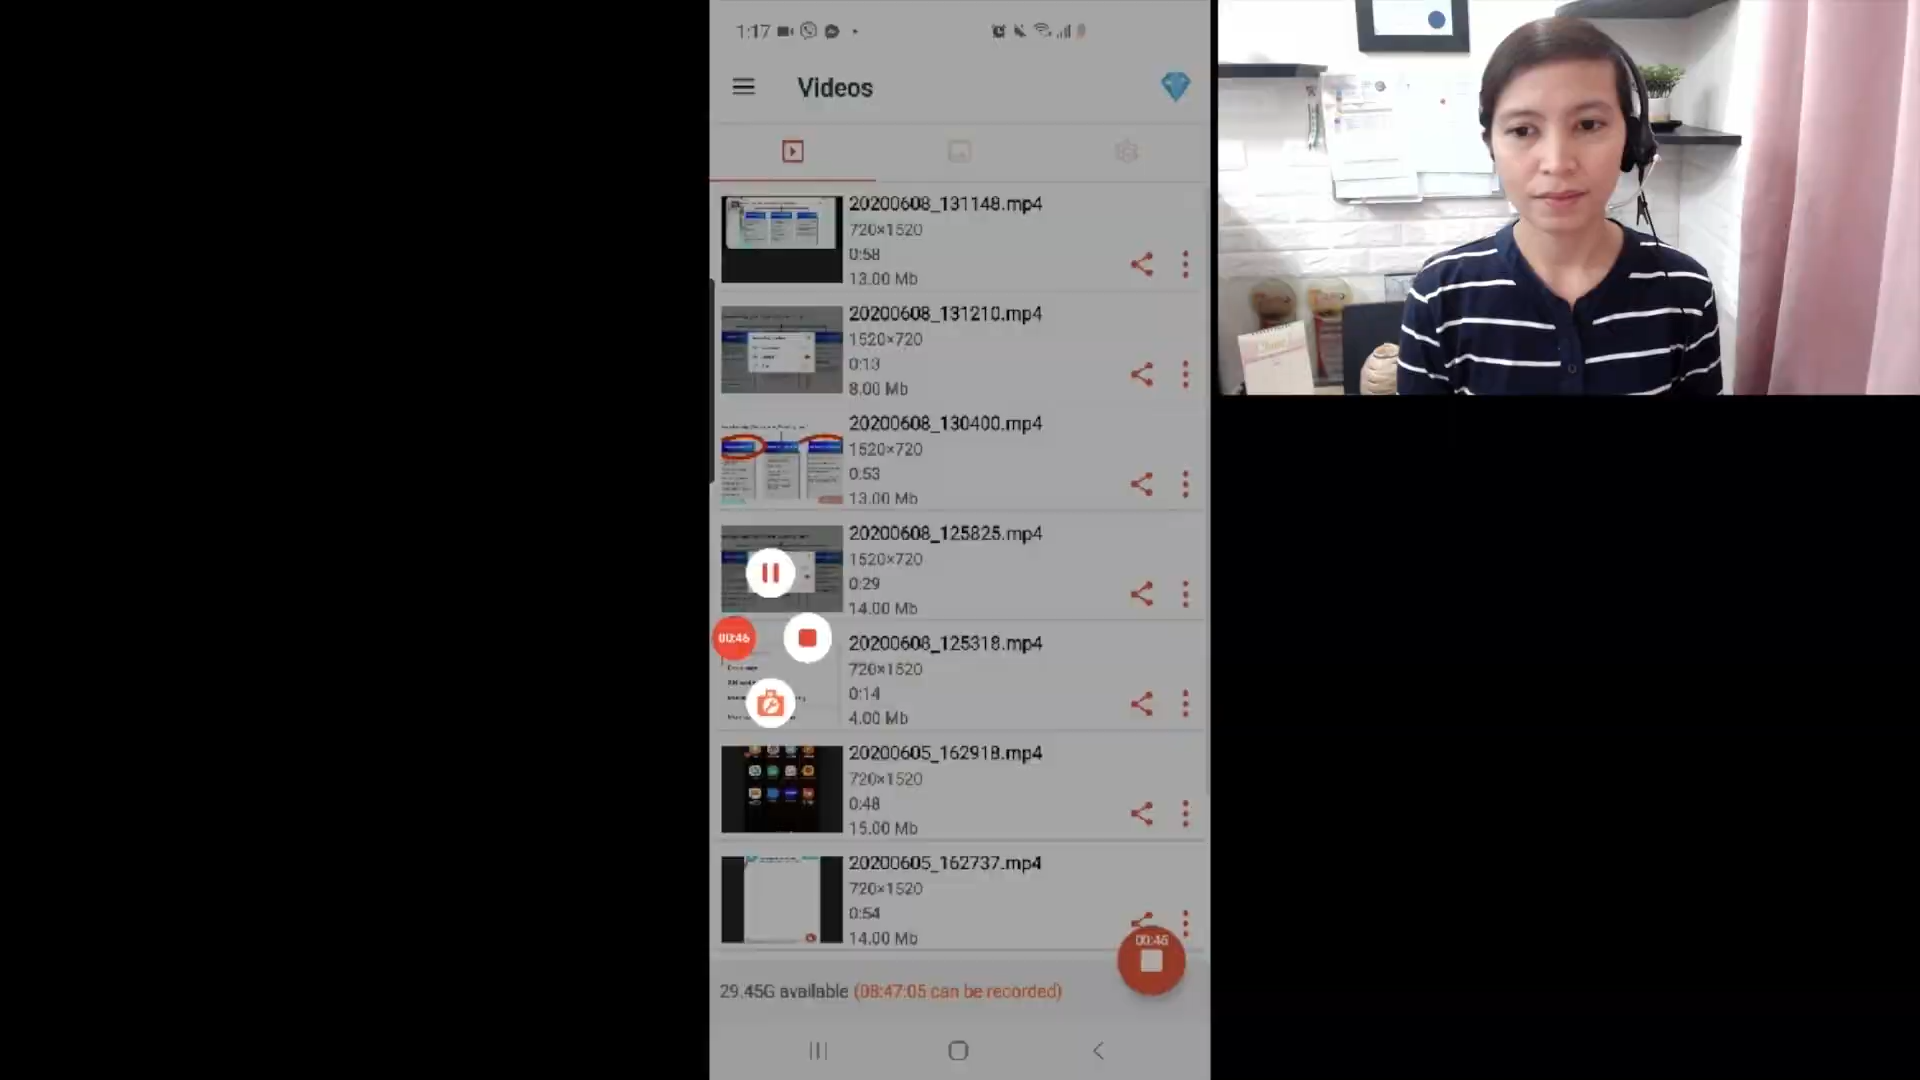 1:17
Videos
20200608_131148.mp4
720×1520
0:58
13.00 Mb
20200608_131210.mp4
1520×720
0:13
8.00 Mb
20200608_130400.mp4
1520×720
0:53
13.00 Mb
20200608_125825.mp4
1520×720
0:29
14.00 Mb
00:46
20200608_125318.mp4
720×1520
0:14
4.00 Mb
20200605_162918.mp4
720×1520
0:48
15.00 Mb
20200605_162737.mp4
720×1520
0:54
14.00 Mb
00:46
29.45G available (08:47:05 can be recorded)